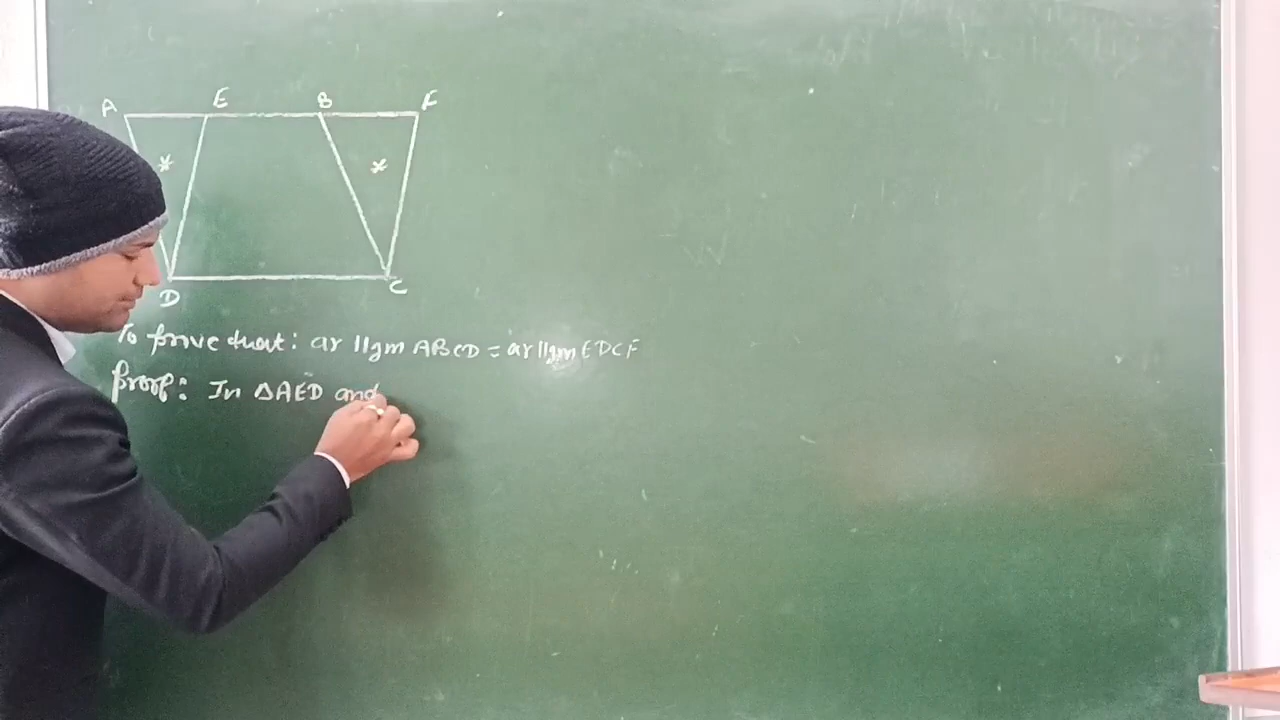 A E B F
* *
D C
To prove that: ar ||gm ABCD = ar ||gm EDCF
Proof: In ΔAED and